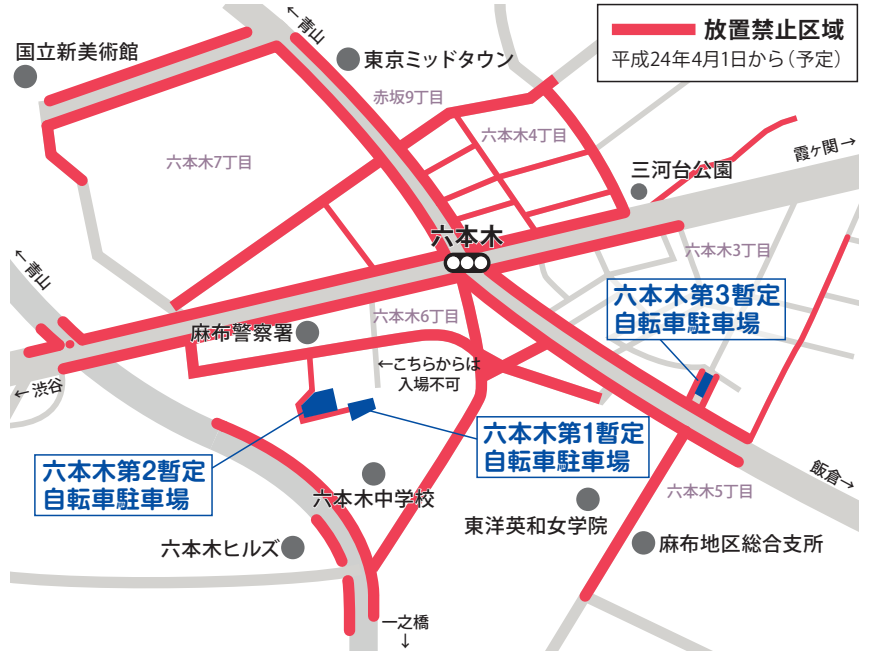 放置禁止区域
平成24年4月1日から（予定）
←青山
国立新美術館
東京ミッドタウン
赤坂9丁目
六本木4丁目
六本木7丁目
三河台公園
霞ヶ関→
六本木
六本木3丁目
←青山
六本木第3暫定
自転車駐車場
六本木6丁目
麻布警察署
←こちらからは
入場不可
←渋谷
六本木第1暫定
自転車駐車場
六本木第2暫定
自転車駐車場
飯倉→
六本木中学校
六本木5丁目
東洋英和女学院
六本木ヒルズ
麻布地区総合支所
一之橋
↓